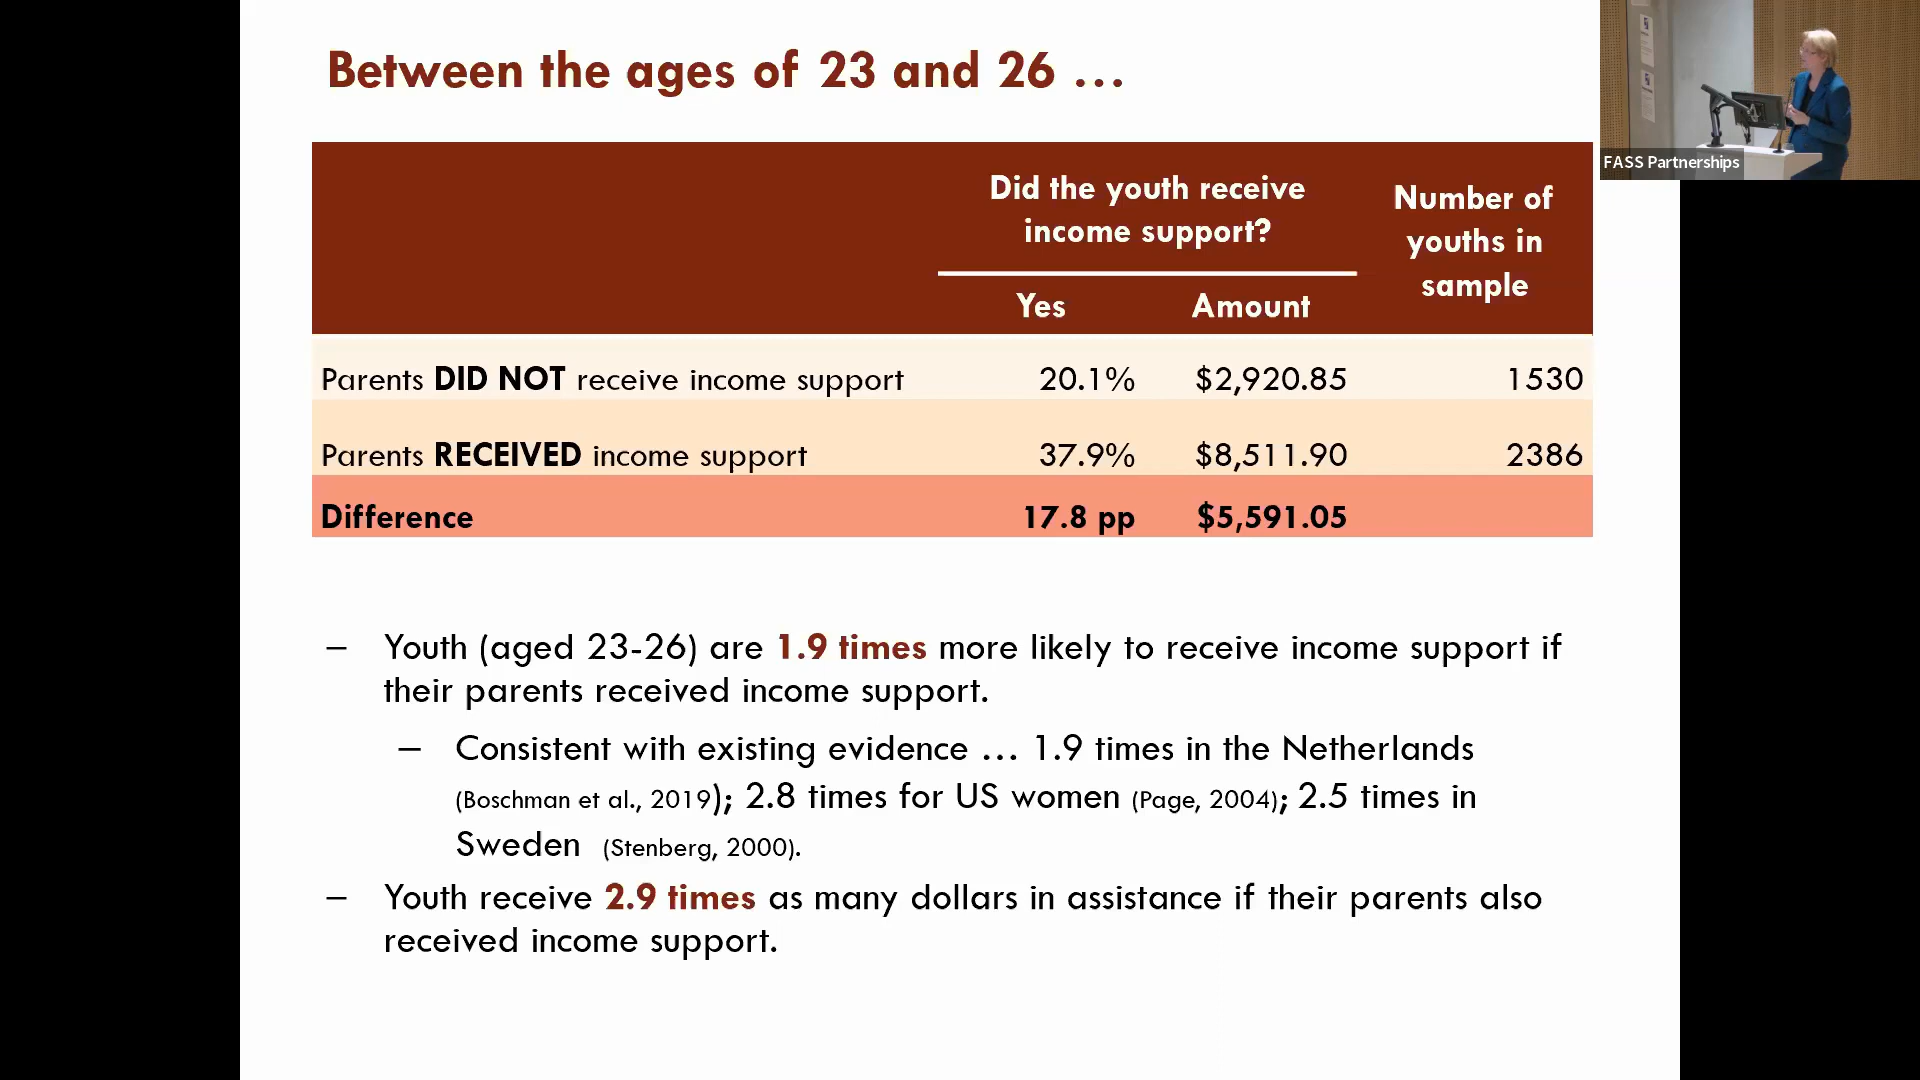 Between the ages of 23 and 26 …
Did the youth receive
income support?
Number of
youths in
sample
Yes
Amount
Parents DID NOT receive income support 20.1% $2,920.85 1530
Parents RECEIVED income support 37.9% $8,511.90 2386
Difference 17.8 pp $5,591.05
– Youth (aged 23-26) are 1.9 times more likely to receive income support if
their parents received income support.
– Consistent with existing evidence … 1.9 times in the Netherlands
(Boschman et al., 2019); 2.8 times for US women (Page, 2004); 2.5 times in
Sweden (Stenberg, 2000).
– Youth receive 2.9 times as many dollars in assistance if their parents also
received income support.
FASS Partnerships